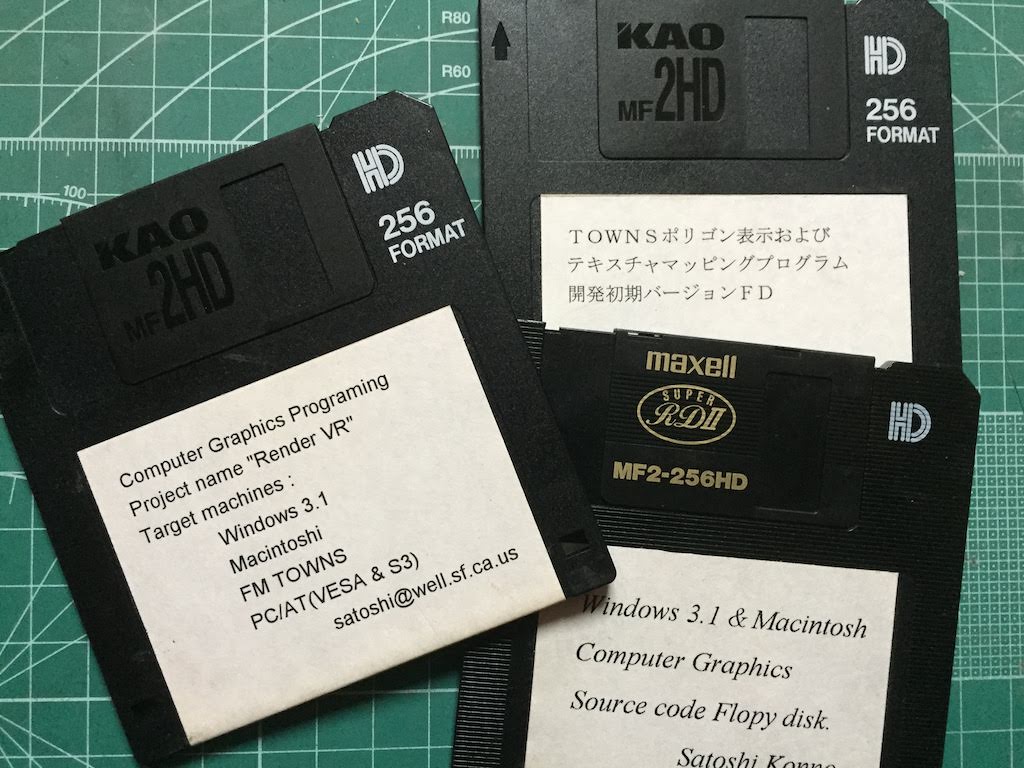 R80
R60
100
KAO
MF2HD
HD
256
FORMAT
TOWNSポリゴン表示および
テキスチャマッピングプログラム
開発初期バージョンFD
KAO
MF2HD
HD
256
FORMAT
Computer Graphics Programing
Project name "Render VR"
Target machines :
Windows 3.1
Macintoshi
FM TOWNS
PC/AT(VESA & S3)
satoshi@well.sf.ca.us
maxell
SUPER
RDII
MF2-256HD
HD
Windows 3.1 & Macintosh
Computer Graphics
Source code Flopy disk.
Satoshi Konno